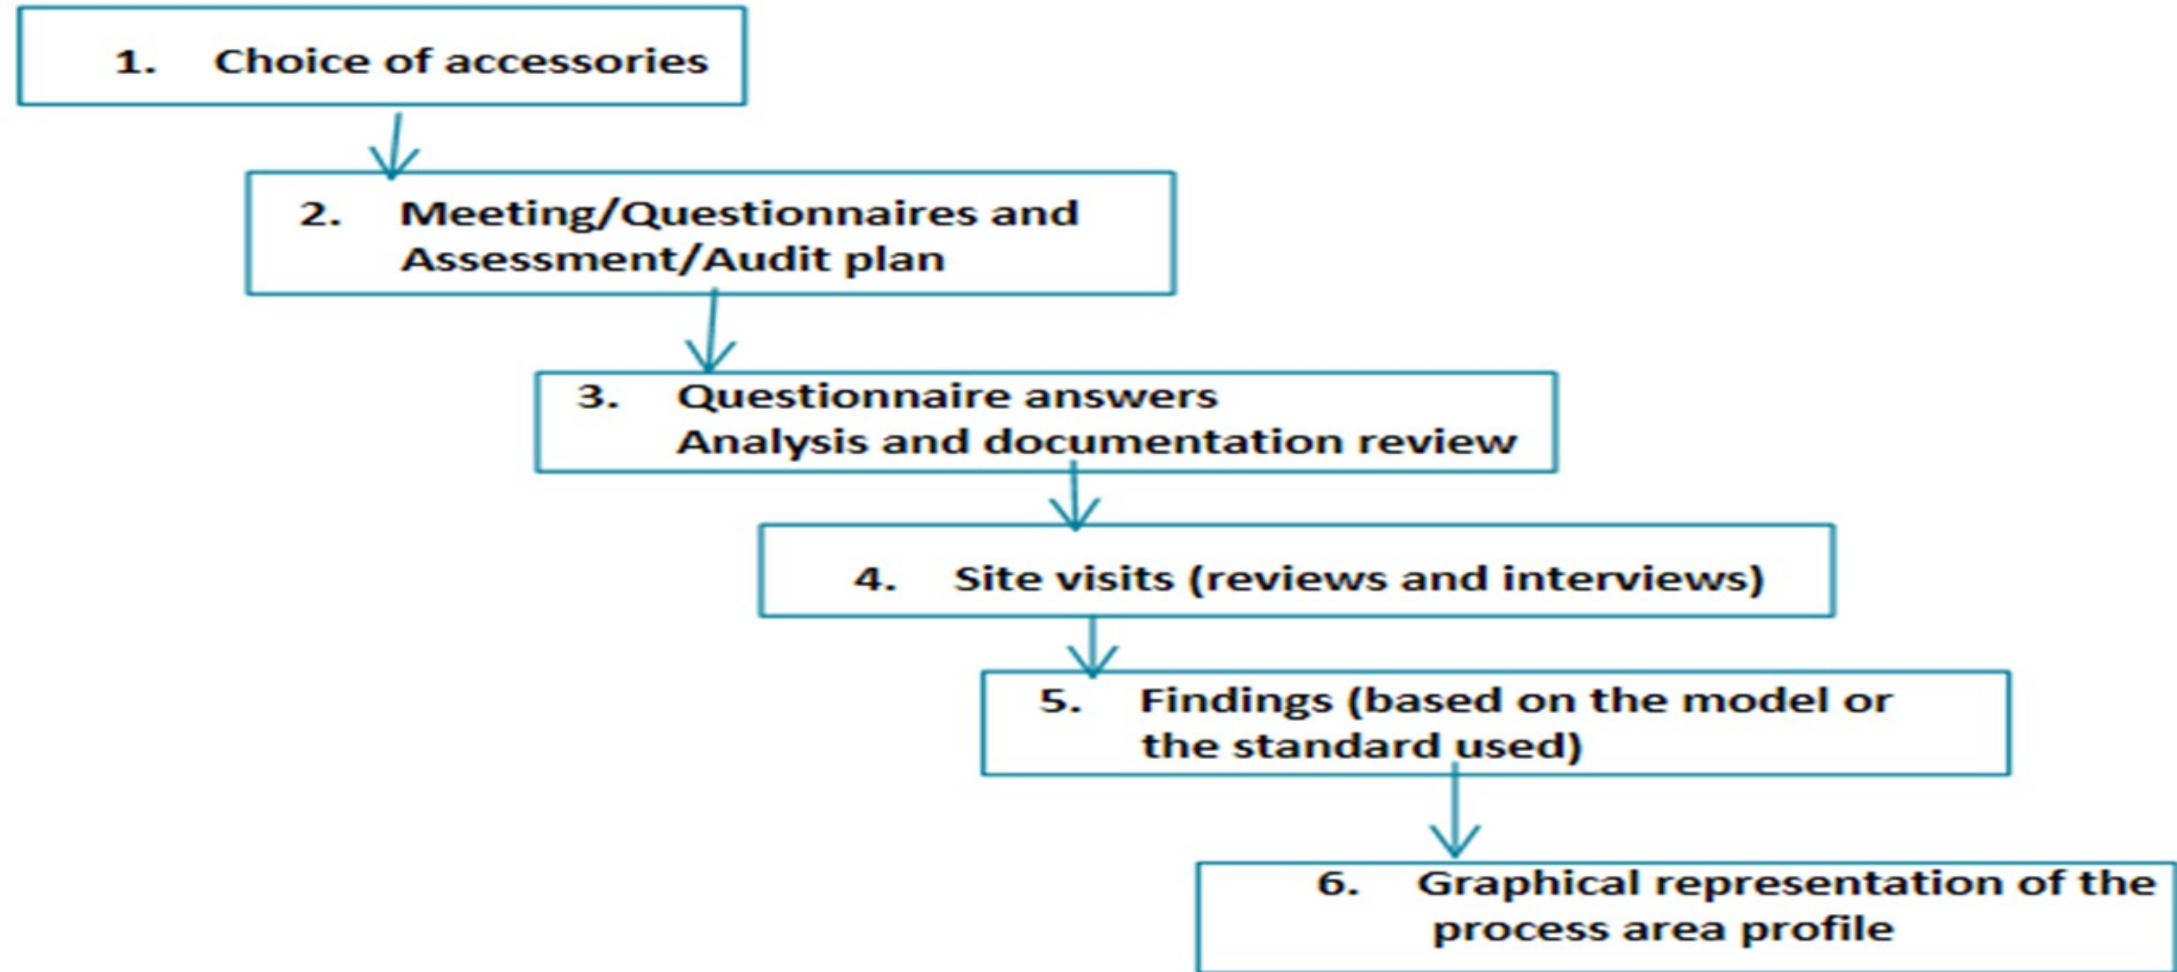 1. Choice of accessories
2. Meeting/Questionnaires and
Assessment/Audit plan
3. Questionnaire answers
Analysis and documentation review
4. Site visits (reviews and interviews)
5. Findings (based on the model or
the standard used)
6. Graphical representation of the
process area profile